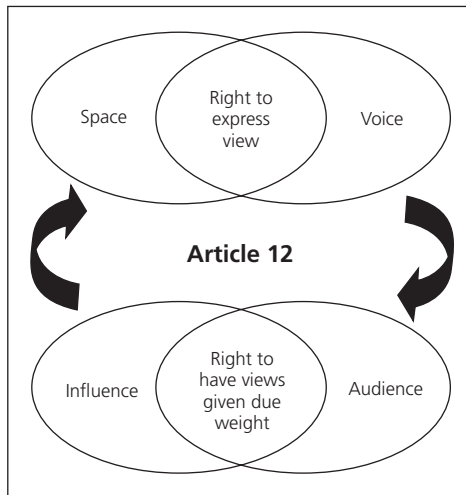 Space
Right to
express
view
Voice
Article 12
Influence
Right to
have views
given due
weight
Audience